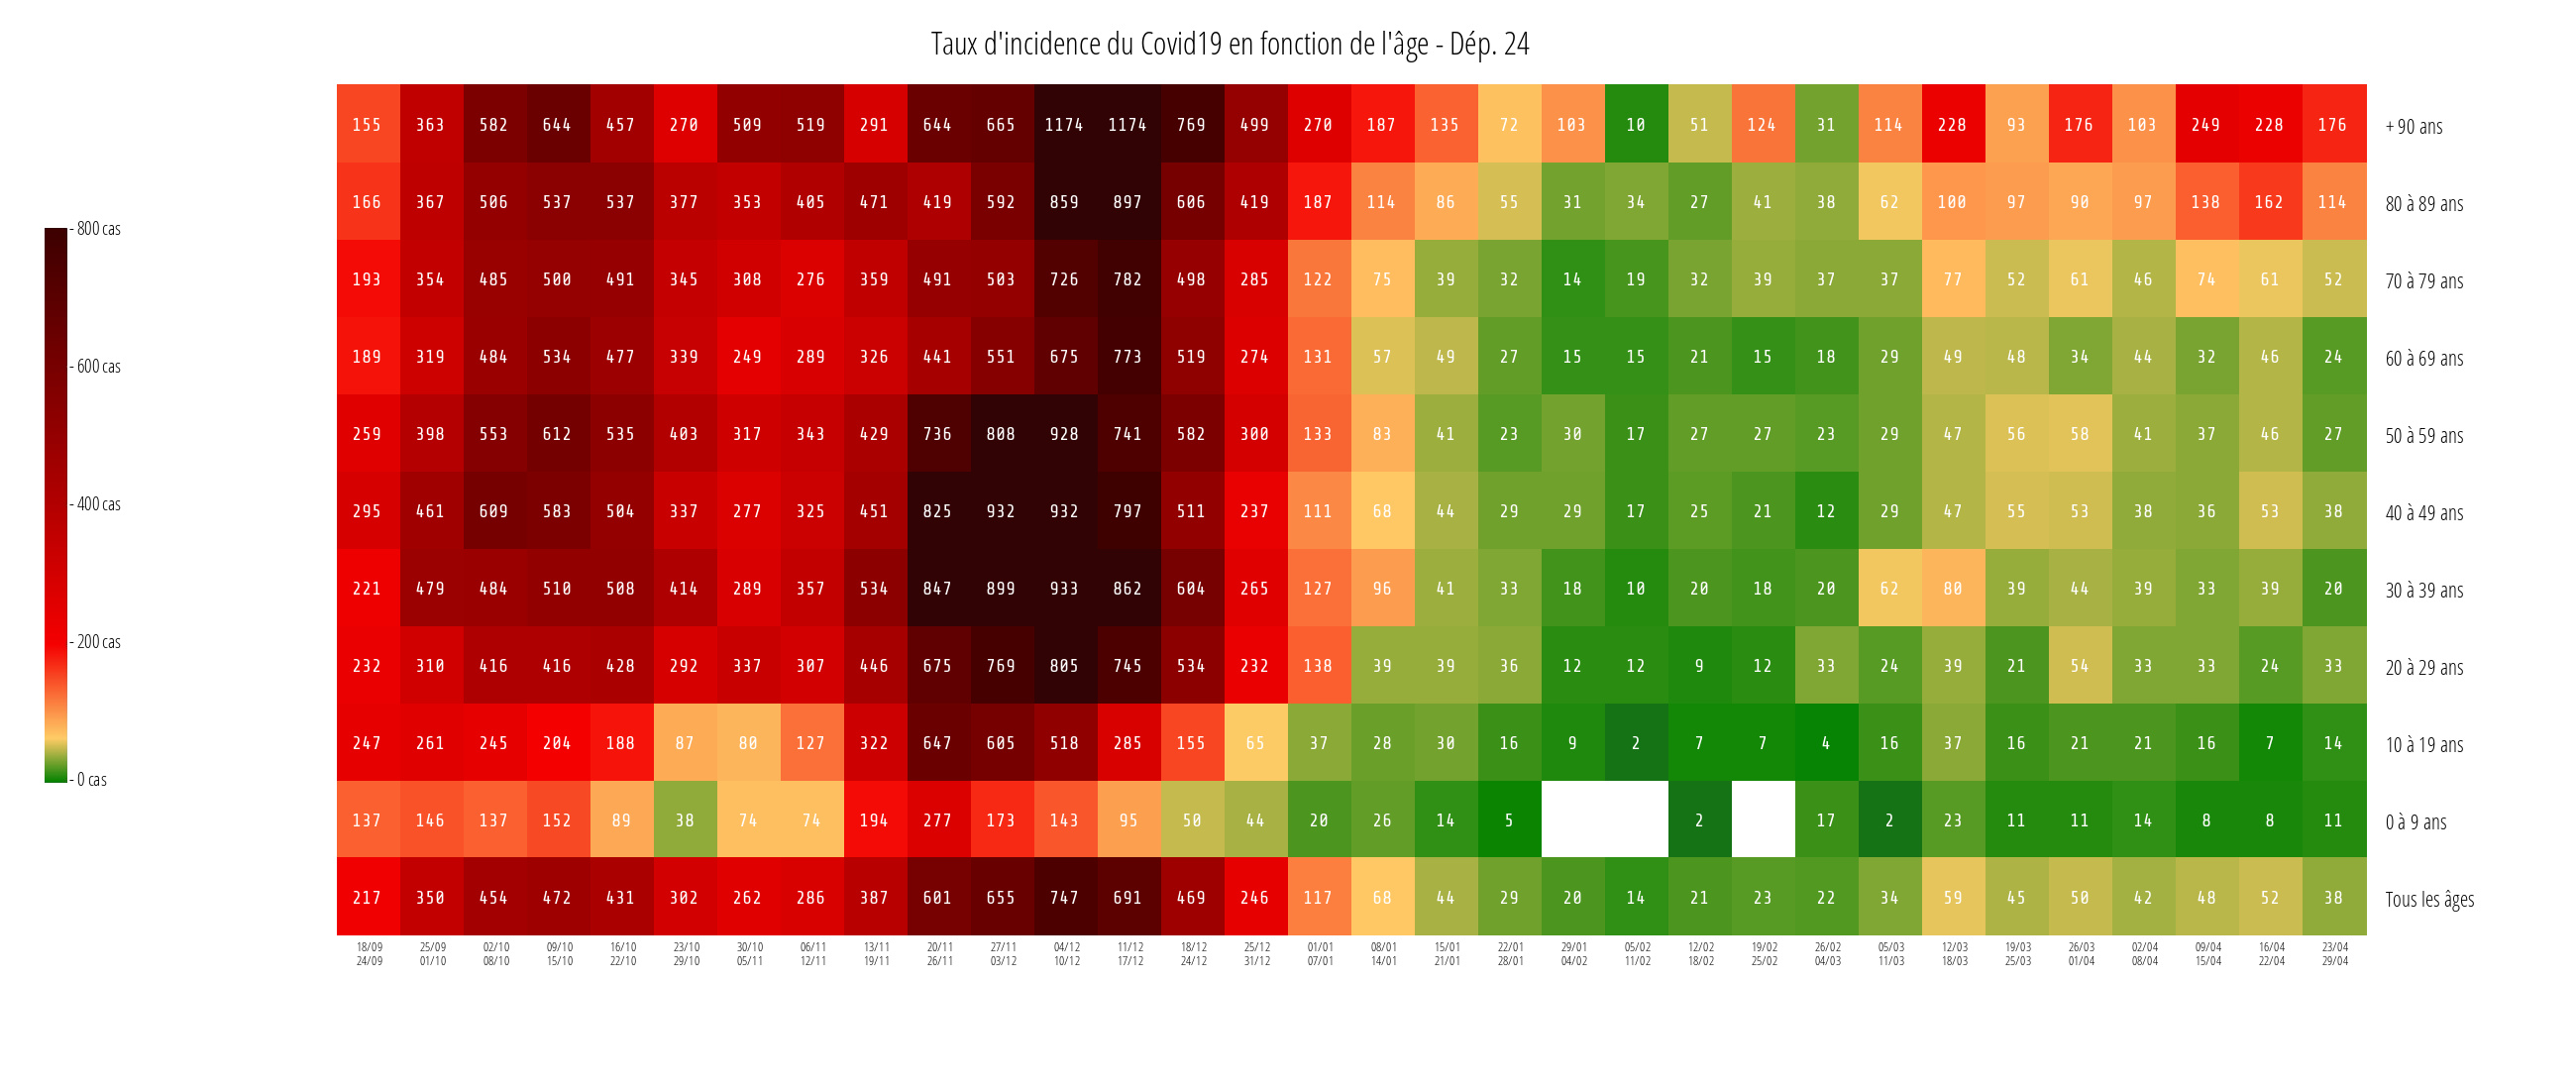 Taux d'incidence du Covid19 en fonction de l'âge - Dép. 24
155 363 582 644 457 270 509 519 291 644 665 1174 1174 769 499 270 187 135 72 103 10 51 124 31 114 228 93 176 103 249 228 176 + 90 ans
166 367 506 537 537 377 353 405 471 419 592 859 897 606 419 187 114 86 55 31 34 27 41 38 62 100 97 90 97 138 162 114 80 à 89 ans
- 800 cas
193 354 485 500 491 345 308 276 359 491 503 726 782 498 285 122 75 39 32 14 19 32 39 37 37 77 52 61 46 74 61 52 70 à 79 ans
189 319 484 534 477 339 249 289 326 441 551 675 773 519 274 131 57 49 27 15 15 21 15 18 29 49 48 34 44 32 46 24 60 à 69 ans
- 600 cas
259 398 553 612 535 403 317 343 429 736 808 928 741 582 300 133 83 41 23 30 17 27 27 23 29 47 56 58 41 37 46 27 50 à 59 ans
- 400 cas
295 461 609 583 504 337 277 325 451 825 932 932 797 511 237 111 68 44 29 29 17 25 21 12 29 47 55 53 38 36 53 38 40 à 49 ans
221 479 484 510 508 414 289 357 534 847 899 933 862 604 265 127 96 41 33 18 10 20 18 20 62 80 39 44 39 33 39 20 30 à 39 ans
- 200 cas
232 310 416 416 428 292 337 307 446 675 769 805 745 534 232 138 39 39 36 12 12 9 12 33 24 39 21 54 33 33 24 33 20 à 29 ans
247 261 245 204 188 87 80 127 322 647 605 518 285 155 65 37 28 30 16 9 2 7 7 4 16 37 16 21 21 16 7 14 10 à 19 ans
- 0 cas
137 146 137 152 89 38 74 74 194 277 173 143 95 50 44 20 26 14 5 2 17 2 23 11 11 14 8 8 11 0 à 9 ans
217 350 454 472 431 302 262 286 387 601 655 747 691 469 246 117 68 44 29 20 14 21 23 22 34 59 45 50 42 48 52 38 Tous les âges
18/09 25/09 02/10 09/10 16/10 23/10 30/10 06/11 13/11 20/11 27/11 04/12 11/12 18/12 25/12 01/01 08/01 15/01 22/01 29/01 05/02 12/02 19/02 26/02 05/03 12/03 19/03 26/03 02/04 09/04 16/04 23/04
24/09 01/10 08/10 15/10 22/10 29/10 05/11 12/11 19/11 26/11 03/12 10/12 17/12 24/12 31/12 07/01 14/01 21/01 28/01 04/02 11/02 18/02 25/02 04/03 11/03 18/03 25/03 01/04 08/04 15/04 22/04 29/04